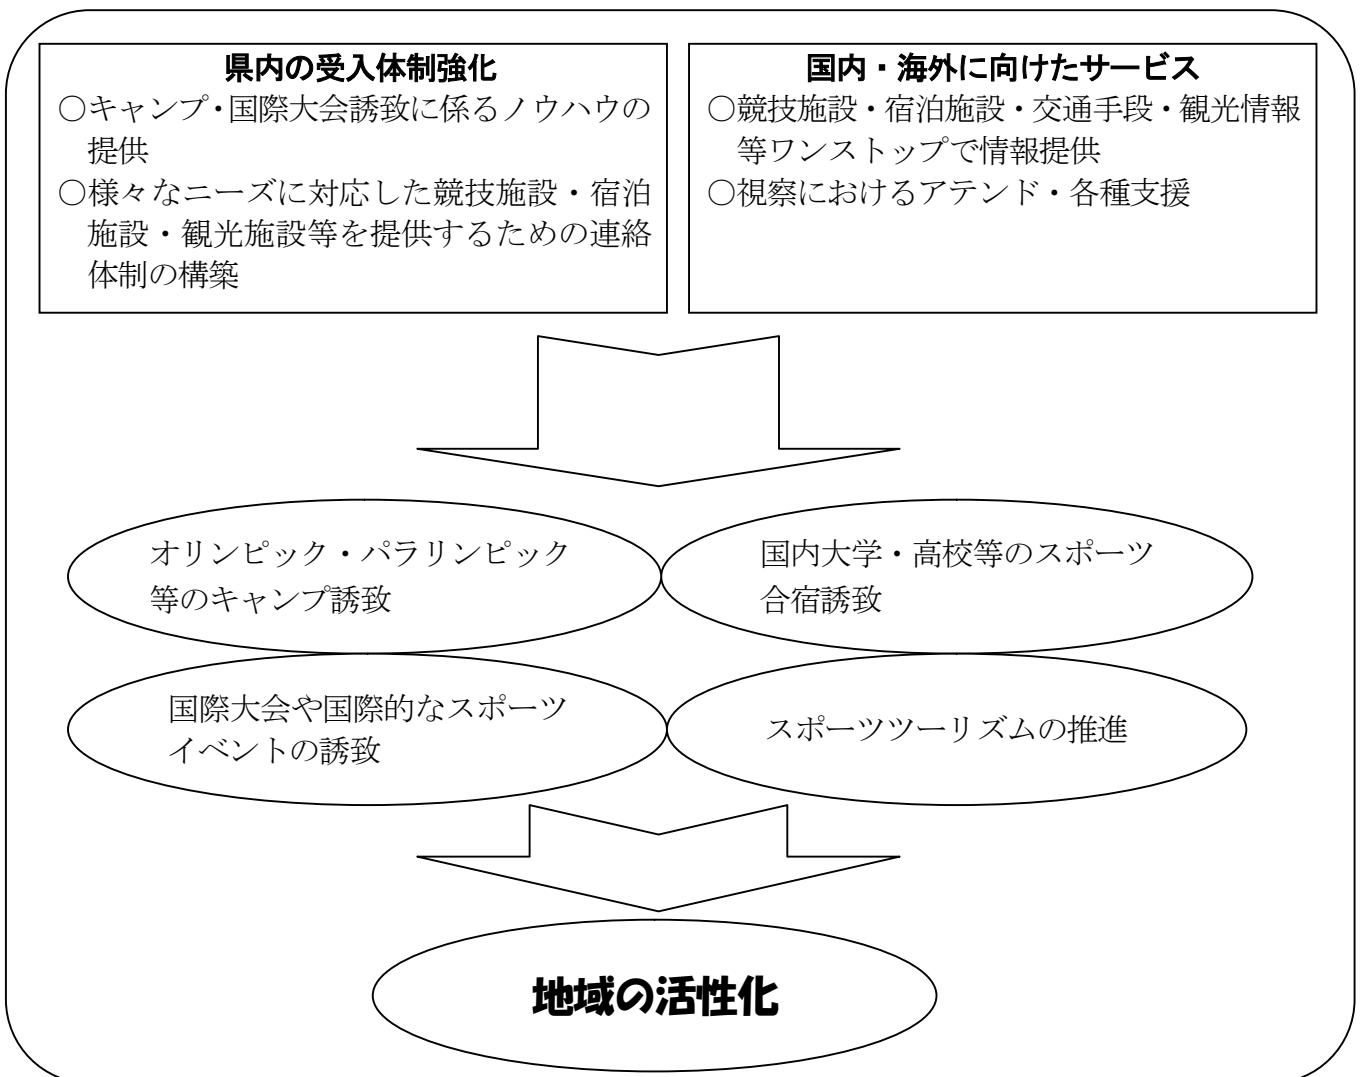 県内の受入体制強化
○キャンプ・国際大会誘致に係るノウハウの
提供
○様々なニーズに対応した競技施設・宿泊
施設・観光施設等を提供するための連絡
体制の構築
国内・海外に向けたサービス
○競技施設・宿泊施設・交通手段・観光情報
等ワンストップで情報提供
○視察におけるアテンド・各種支援
オリンピック・パラリンピック
等のキャンプ誘致
国内大学・高校等のスポーツ
合宿誘致
国際大会や国際的なスポーツ
イベントの誘致
スポーツツーリズムの推進
地域の活性化